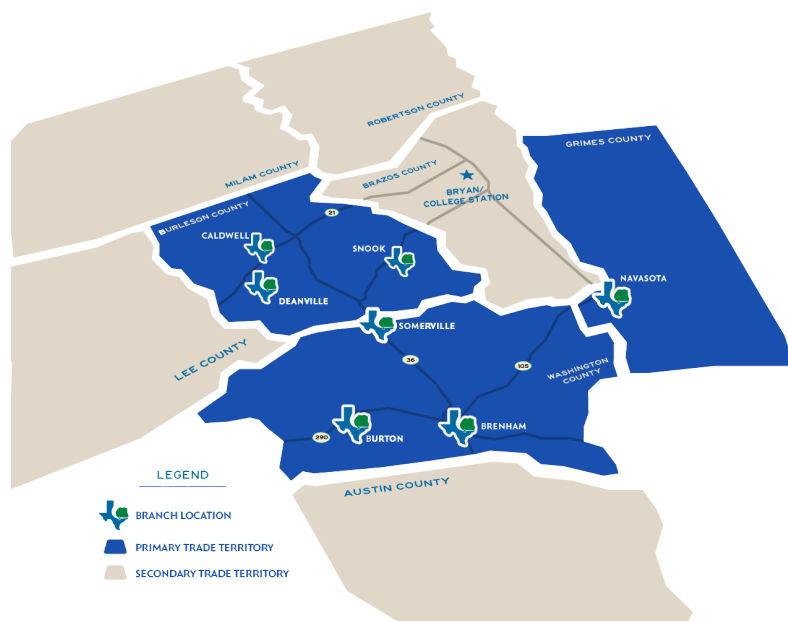 ROBERTSON COUNTY
GRIMES COUNTY
MILAM COUNTY
BRAZOS COUNTY
BRYAN/
COLLEGE STATION
BURLESON COUNTY
21
CALDWELL
SNOOK
NAVASOTA
DEANVILLE
SOMERVILLE
LEE COUNTY
36
105
WASHINGTON
COUNTY
BRENHAM
BURTON
290
AUSTIN COUNTY
LEGEND
BRANCH LOCATION
PRIMARY TRADE TERRITORY
SECONDARY TRADE TERRITORY